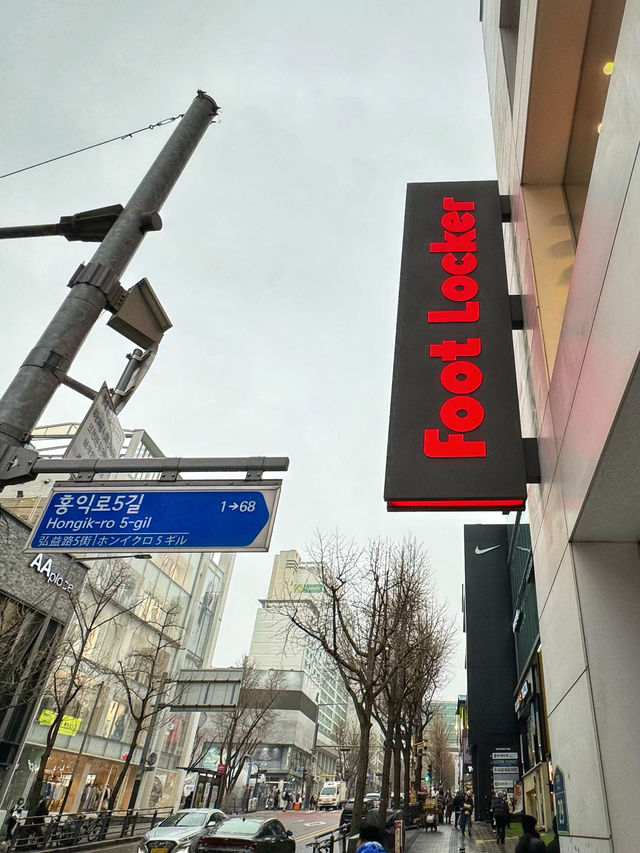 Foot Locker
홍익로5길
Hongik-ro 5-gil
1→68
弘益路5街|ホンイクロ 5 ギル
AAplace